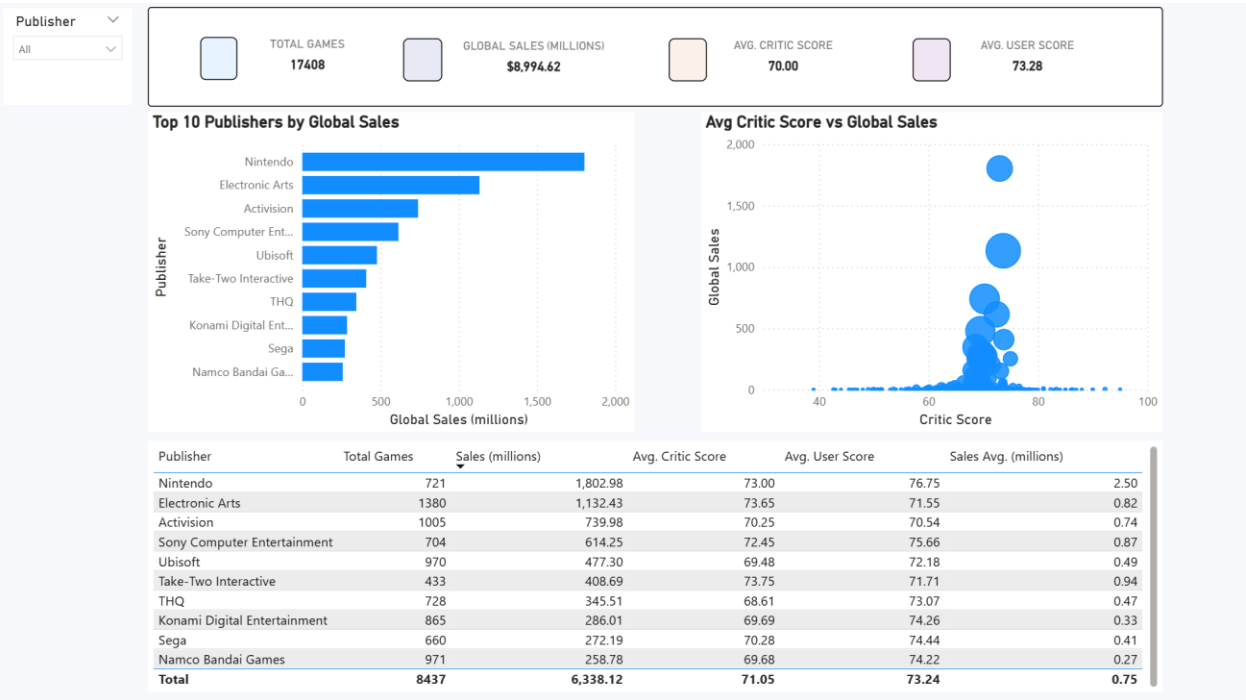 Publisher
All
TOTAL GAMES
17408
GLOBAL SALES (MILLIONS)
$8,994.62
AVG. CRITIC SCORE
70.00
AVG. USER SCORE
73.28
Top 10 Publishers by Global Sales
Publisher
Nintendo
Electronic Arts
Activision
Sony Computer Ent...
Ubisoft
Take-Two Interactive
THQ
Konami Digital Ent...
Sega
Namco Bandai Ga...
0 500 1,000 1,500 2,000
Global Sales (millions)
Avg Critic Score vs Global Sales
Global Sales
2,000
1,500
1,000
500
0
40 60 80 100
Critic Score
Publisher Total Games Sales (millions) Avg. Critic Score Avg. User Score Sales Avg. (millions)
Nintendo 721 1,802.98 73.00 76.75 2.50
Electronic Arts 1380 1,132.43 73.65 71.55 0.82
Activision 1005 739.98 70.25 70.54 0.74
Sony Computer Entertainment 704 614.25 72.45 75.66 0.87
Ubisoft 970 477.30 69.48 72.18 0.49
Take-Two Interactive 433 408.69 73.75 71.71 0.94
THQ 728 345.51 68.61 73.07 0.47
Konami Digital Entertainment 865 286.01 69.69 74.26 0.33
Sega 660 272.19 70.28 74.44 0.41
Namco Bandai Games 971 258.78 69.68 74.22 0.27
Total 8437 6,338.12 71.05 73.24 0.75